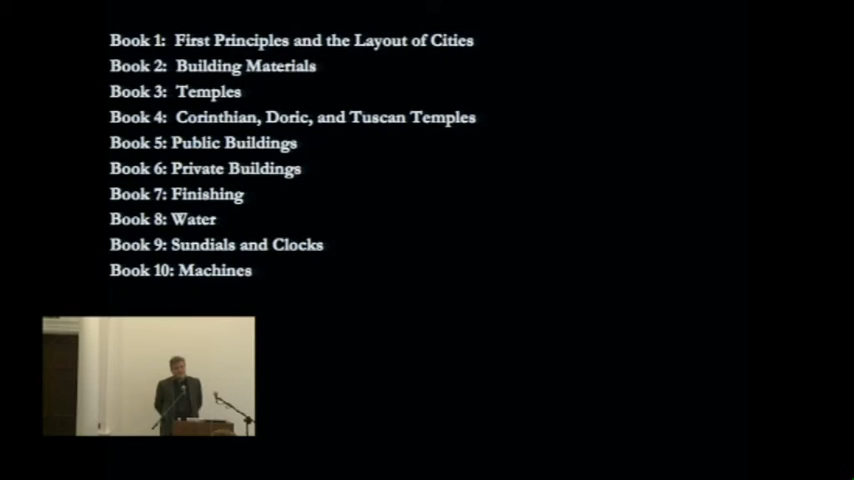 Book 1: First Principles and the Layout of Cities
Book 2: Building Materials
Book 3: Temples
Book 4: Corinthian, Doric, and Tuscan Temples
Book 5: Public Buildings
Book 6: Private Buildings
Book 7: Finishing
Book 8: Water
Book 9: Sundials and Clocks
Book 10: Machines